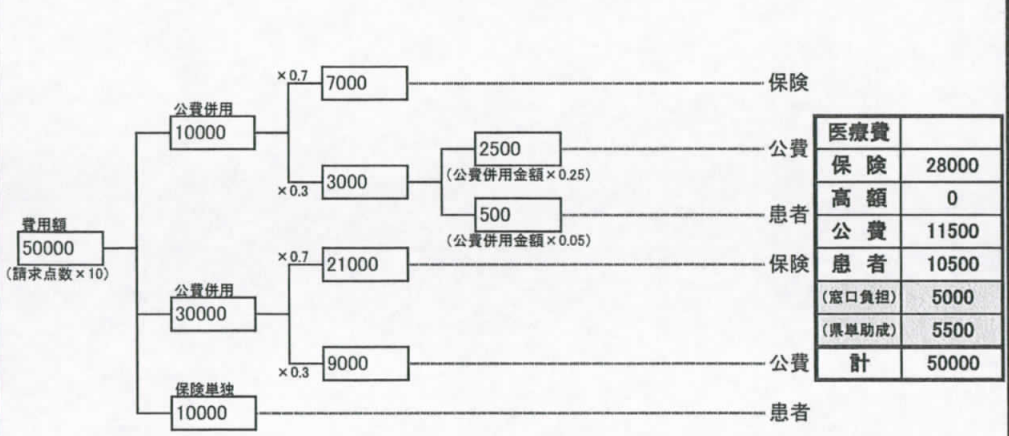 費用額
50000
(請求点数×10)
公費併用
10000
×0.7
7000
保険
×0.3
3000
2500
公費
(公費併用金額×0.25)
500
患者
(公費併用金額×0.05)
公費併用
30000
×0.7
21000
保険
×0.3
9000
公費
保険単独
10000
患者
医療費
保険 28000
高額 0
公費 11500
患者 10500
(窓口負担) 5000
(県単助成) 5500
計 50000